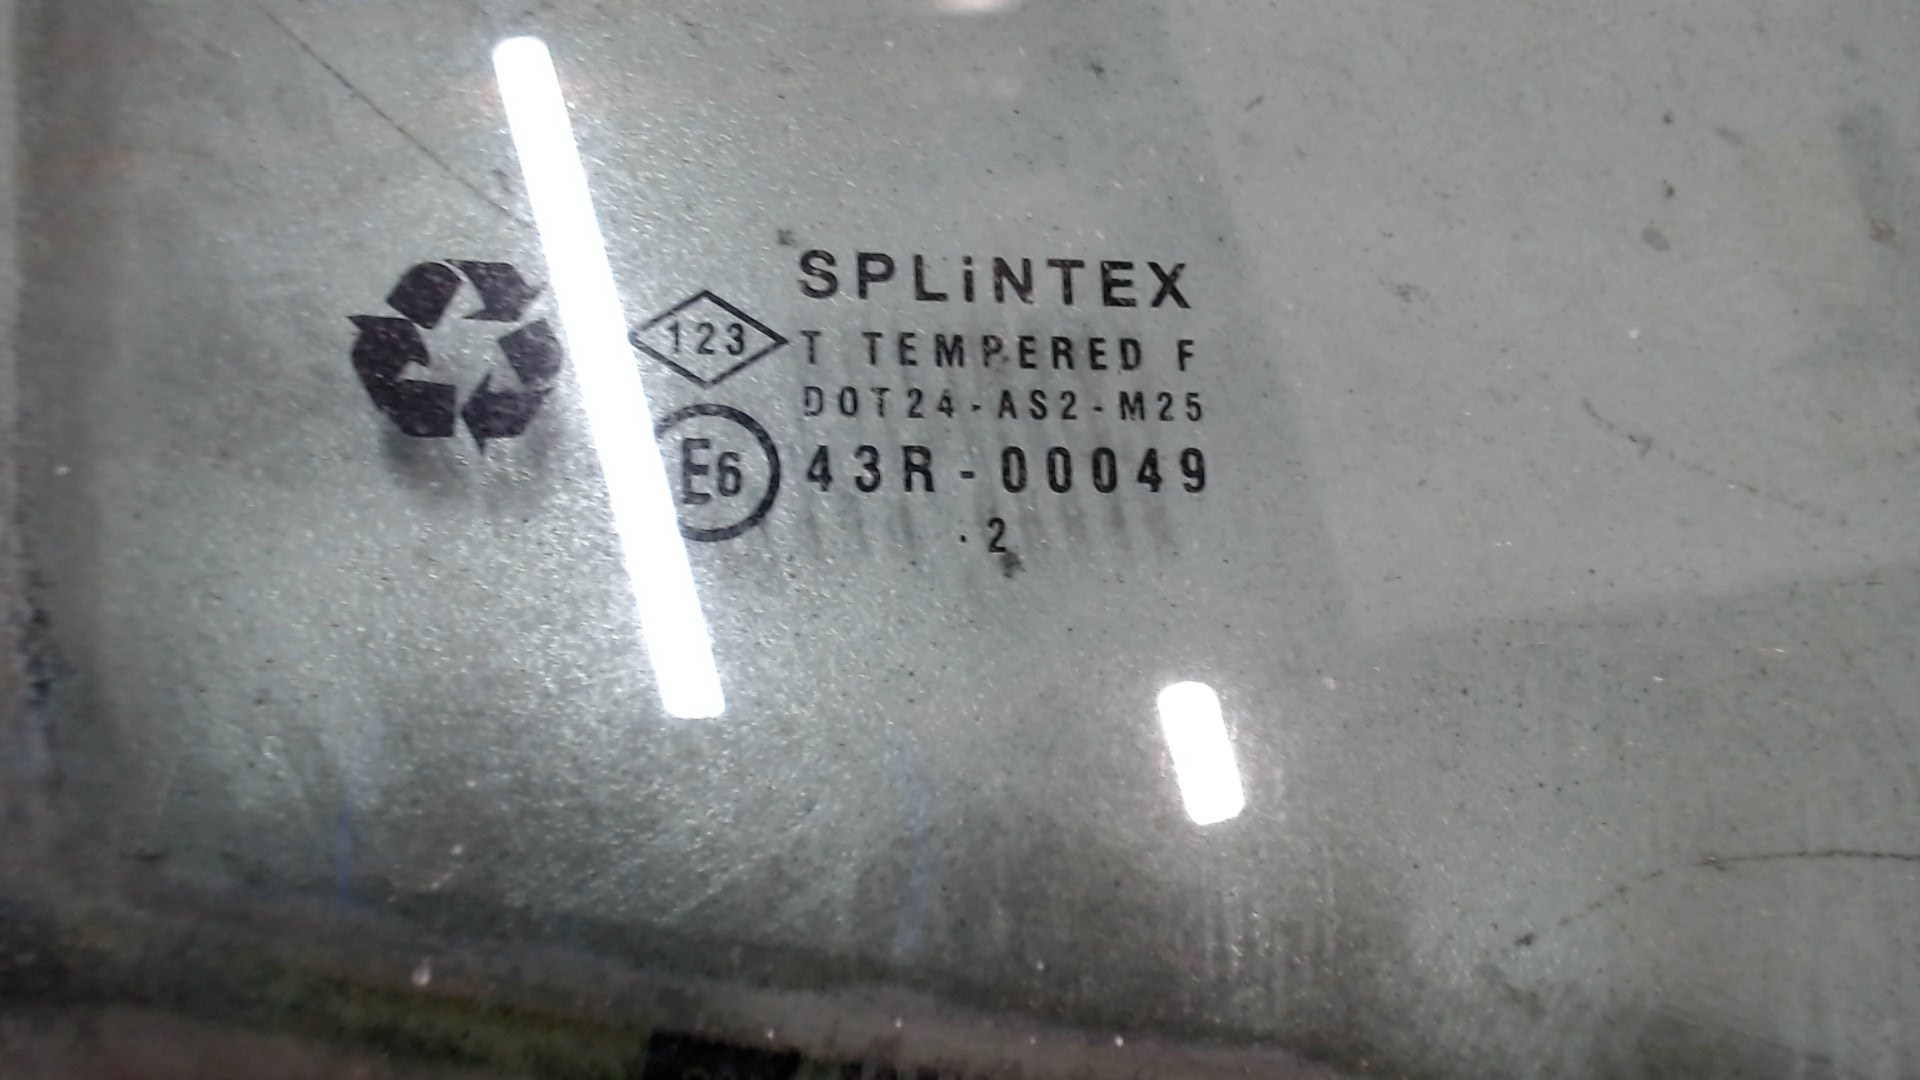 SPLiNTEX
123 T TEMPERED F
DOT24-AS2-M25
E6 43R-00049
.2